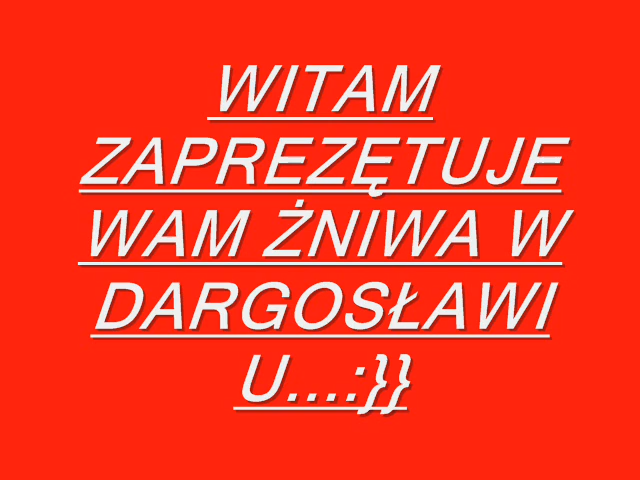 WITAM
ZAPREZĘTUJE
WAM ŻNIWA W
DARGOSŁAWI
U...:}}